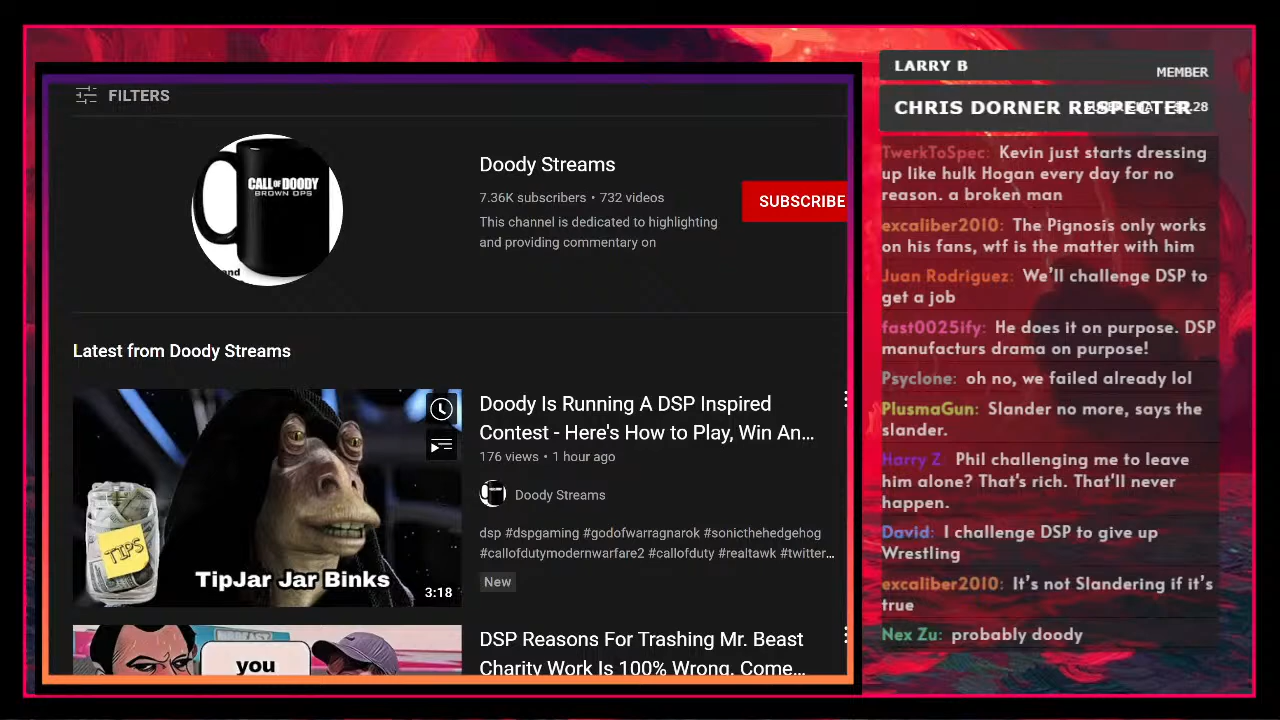 FILTERS
CALL OF DOODY
BROWN OPS
and
Doody Streams
7.36K subscribers • 732 videos
This channel is dedicated to highlighting
and providing commentary on
SUBSCRIBE
Latest from Doody Streams
TIPS
TipJar Jar Binks
3:18
Doody Is Running A DSP Inspired
Contest - Here's How to Play, Win An...
176 views • 1 hour ago
Doody Streams
dsp #dspgaming #godofwarragnarok #sonicthehedgehog
#callofdutymodernwarfare2 #callofduty #realtawk #twitter...
New
you
DSP Reasons For Trashing Mr. Beast
Charity Work Is 100% Wrong. Come...
LARRY B
MEMBER
CHRIS DORNER RESPECTER
TwerkToSpec: Kevin just starts dressing
up like hulk Hogan every day for no
reason. a broken man
excaliber2010: The Pignosis only works
on his fans, wtf is the matter with him
Juan Rodriguez: We'll challenge DSP to
get a job
fast0025ify: He does it on purpose. DSP
manufacturs drama on purpose!
Psyclone: oh no, we failed already lol
PlusmaGun: Slander no more, says the
slander.
Harry Z: Phil challenging me to leave
him alone? That's rich. That'll never
happen.
David: I challenge DSP to give up
Wrestling
excaliber2010: It's not Slandering if it's
true
Nex Zu: probably doody